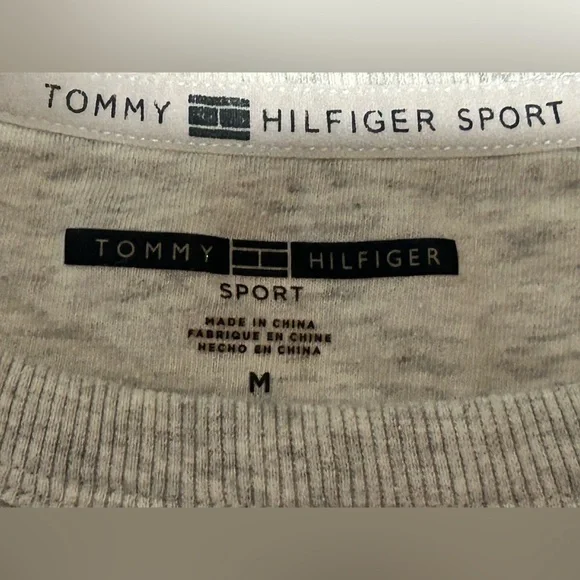 TOMMY HILFIGER SPORT
TOMMY HILFIGER
SPORT
MADE IN CHINA
FABRIQUE EN CHINE
HECHO EN CHINA
M